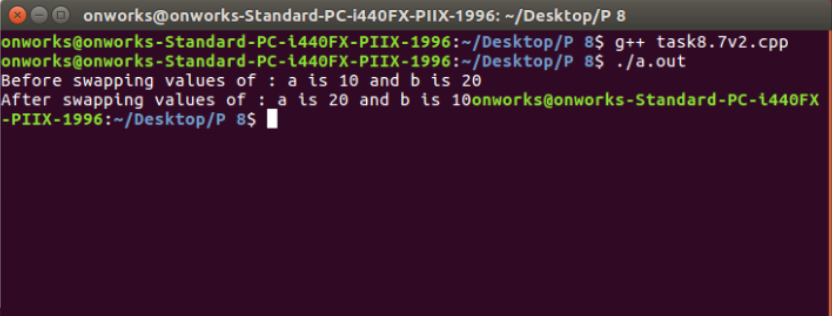 onworks@onworks-Standard-PC-i440FX-PIIX-1996: ~/Desktop/P 8
onworks@onworks-Standard-PC-i440FX-PIIX-1996:~/Desktop/P 8$ g++ task8.7v2.cpp
onworks@onworks-Standard-PC-i440FX-PIIX-1996:~/Desktop/P 8$ ./a.out
Before swapping values of : a is 10 and b is 20
After swapping values of : a is 20 and b is 10onworks@onworks-Standard-PC-i440FX
-PIIX-1996:~/Desktop/P 8$